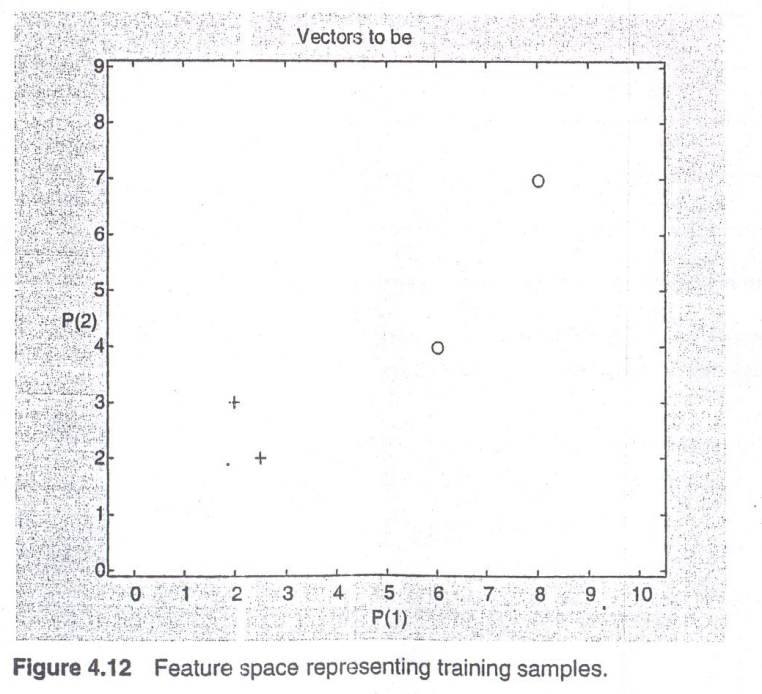 Vectors to be
9
8
7
6
5
P(2)
4
3
2
1
0
0 1 2 3 4 5 6 7 8 9 10
P(1)
Figure 4.12 Feature space representing training samples.